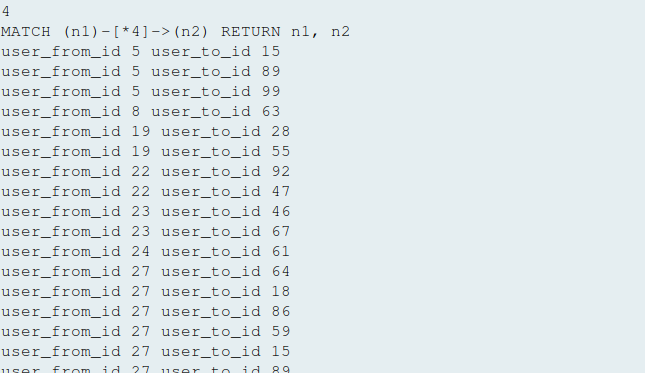 4
MATCH (n1)-[*4]->(n2) RETURN n1, n2
user_from_id 5 user_to_id 15
user_from_id 5 user_to_id 89
user_from_id 5 user_to_id 99
user_from_id 8 user_to_id 63
user_from_id 19 user_to_id 28
user_from_id 19 user_to_id 55
user_from_id 22 user_to_id 92
user_from_id 22 user_to_id 47
user_from_id 23 user_to_id 46
user_from_id 23 user_to_id 67
user_from_id 24 user_to_id 61
user_from_id 27 user_to_id 64
user_from_id 27 user_to_id 18
user_from_id 27 user_to_id 86
user_from_id 27 user_to_id 59
user_from_id 27 user_to_id 15
user_from_id 27 user_to_id 89